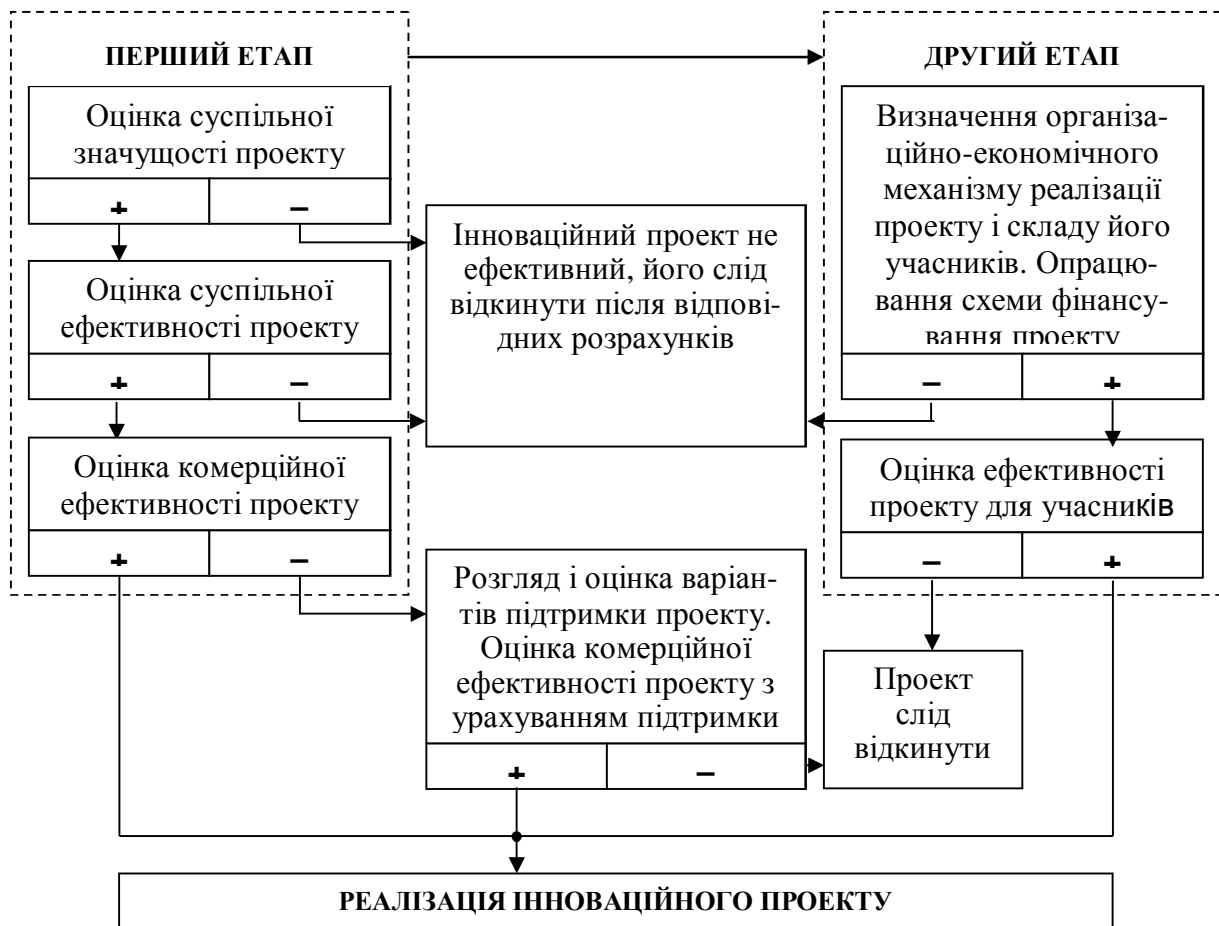 ПЕРШИЙ ЕТАП
Оцінка суспільної
значущості проекту
+ –
Оцінка суспільної
ефективності проекту
+ –
Оцінка комерційної
ефективності проекту
+ –
Інноваційний проект не
ефективний, його слід
відкинути після відпові-
дних розрахунків
Розгляд і оцінка варіан-
тів підтримки проекту.
Оцінка комерційної
ефективності проекту з
урахуванням підтримки
+ –
ДРУГИЙ ЕТАП
Визначення організа-
ційно-економічного
механізму реалізації
проекту і складу його
учасників. Опрацю-
вання схеми фінансу-
вання проекту
– +
Оцінка ефективності
проекту для учасників
– +
Проект
слід
відкинути
РЕАЛІЗАЦІЯ ІННОВАЦІЙНОГО ПРОЕКТУ